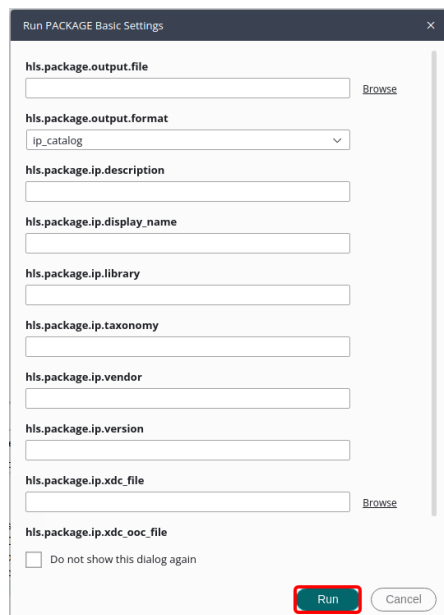 Run PACKAGE Basic Settings
hls.package.output.file
Browse
hls.package.output.format
ip_catalog
hls.package.ip.description
hls.package.ip.display_name
hls.package.ip.library
hls.package.ip.taxonomy
hls.package.ip.vendor
hls.package.ip.version
hls.package.ip.xdc_file
Browse
hls.package.ip.xdc_ooc_file
Do not show this dialog again
Run Cancel